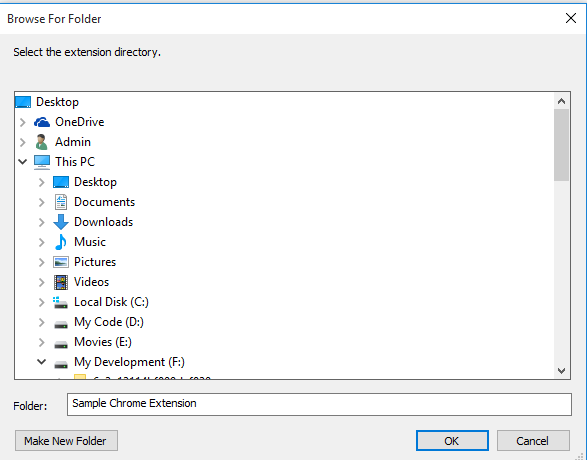 Browse For Folder
Select the extension directory.
Desktop
OneDrive
Admin
This PC
Desktop
Documents
Downloads
Music
Pictures
Videos
Local Disk (C:)
My Code (D:)
Movies (E:)
My Development (F:)
Folder: Sample Chrome Extension
Make New Folder OK Cancel